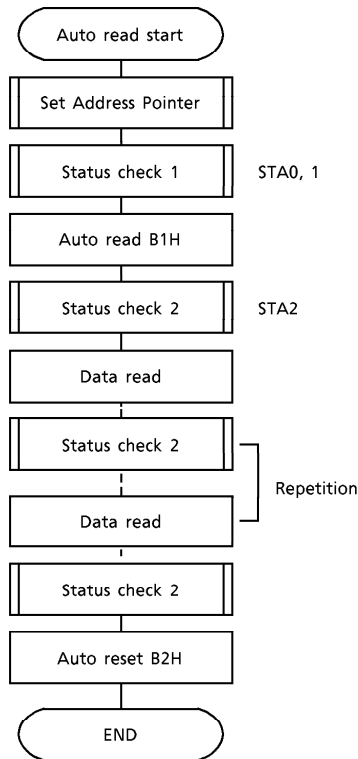 Auto read start
Set Address Pointer
Status check 1
STA0, 1
Auto read B1H
Status check 2
STA2
Data read
Status check 2
Repetition
Data read
Status check 2
Auto reset B2H
END